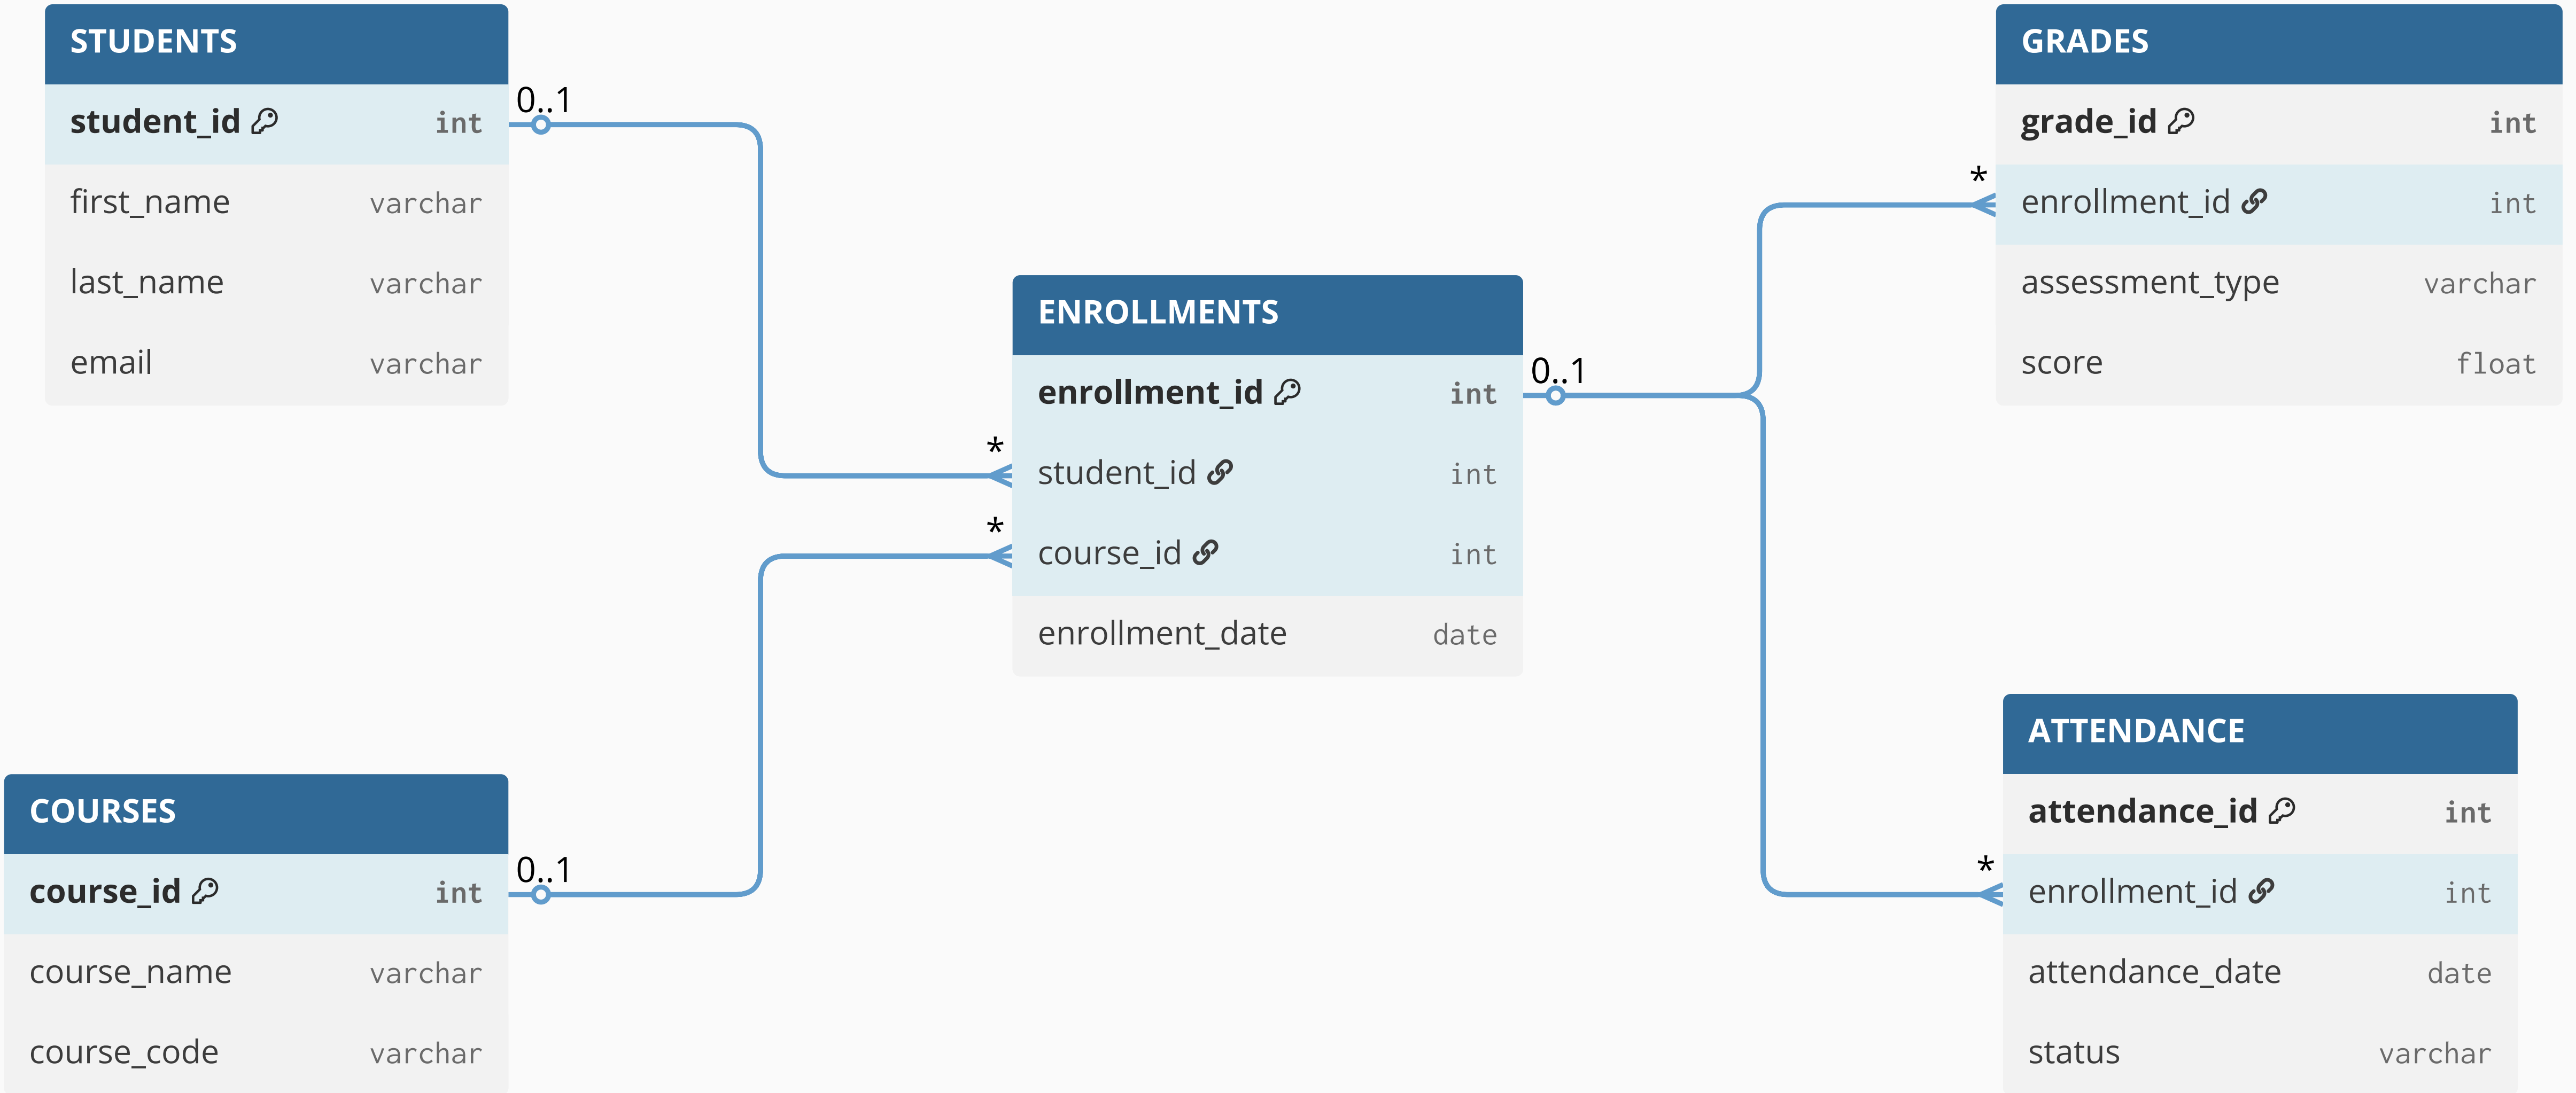 STUDENTS
student_id int
first_name varchar
last_name varchar
email varchar
0..1
*
COURSES
course_id int
course_name varchar
course_code varchar
0..1
*
ENROLLMENTS
enrollment_id int
student_id int
course_id int
enrollment_date date
0..1
*
GRADES
grade_id int
enrollment_id int
assessment_type varchar
score float
*
ATTENDANCE
attendance_id int
enrollment_id int
attendance_date date
status varchar